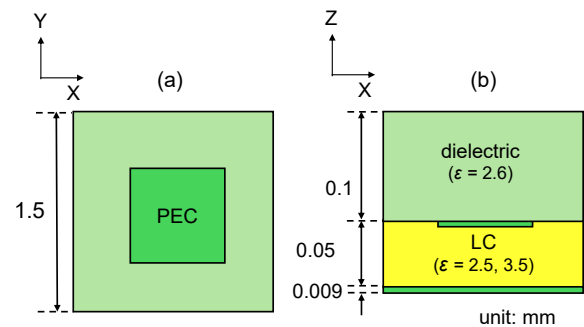 Y
X
(a)
1.5
PEC
Z
X
(b)
0.1
dielectric
(ε = 2.6)
0.05
LC
(ε = 2.5, 3.5)
0.009
unit: mm